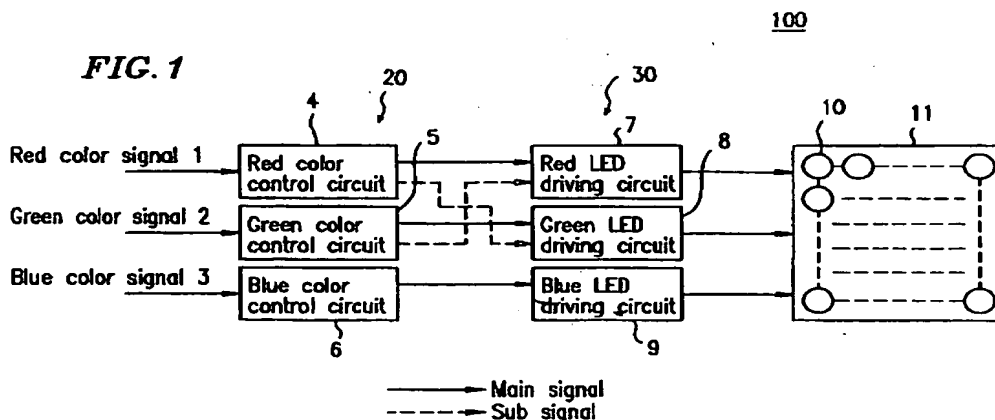 100
FIG. 1
20
30
4
5
7
8
10
11
Red color signal 1
Red color
control circuit
Red LED
driving circuit
Green color signal 2
Green color
control circuit
Green LED
driving circuit
Blue color signal 3
Blue color
control circuit
Blue LED
driving circuit
6
9
Main signal
Sub signal